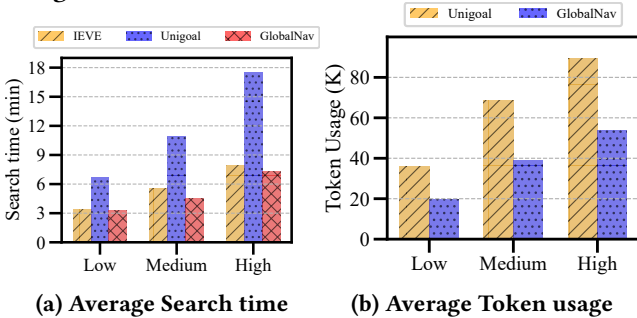 IEVE Unigoal GlobalNav
Search time (min)
18
15
12
9
6
3
0
Low Medium High
(a) Average Search time
Unigoal GlobalNav
Token Usage (K)
80
60
40
20
0
Low Medium High
(b) Average Token usage